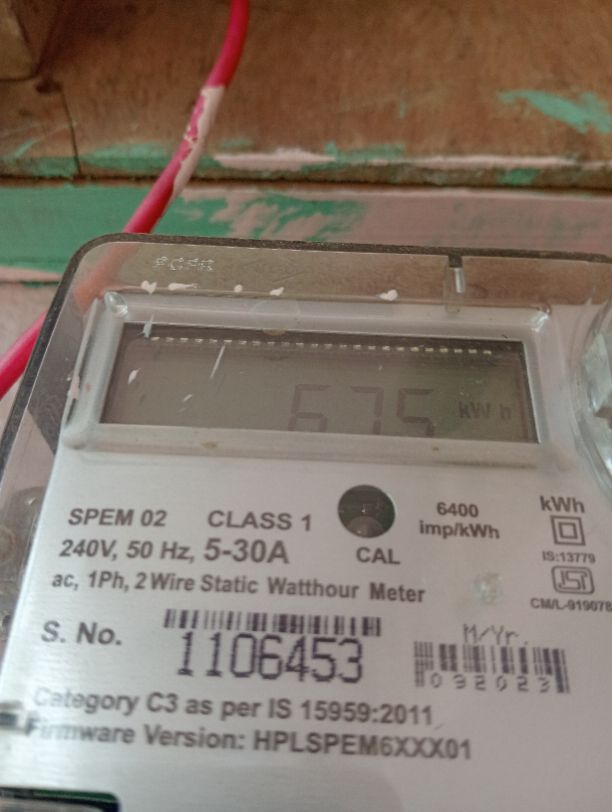 675 kWh
SPEM 02 CLASS 1
6400 imp/kWh
kWh
240V, 50 Hz, 5-30A
CAL
IS:13779
ac, 1Ph, 2 Wire Static Watthour Meter
CM/L-919078
S. No. 1106453
M/Yr.
092023
Category C3 as per IS 15959:2011
Firmware Version: HPLSPEM6XXX01